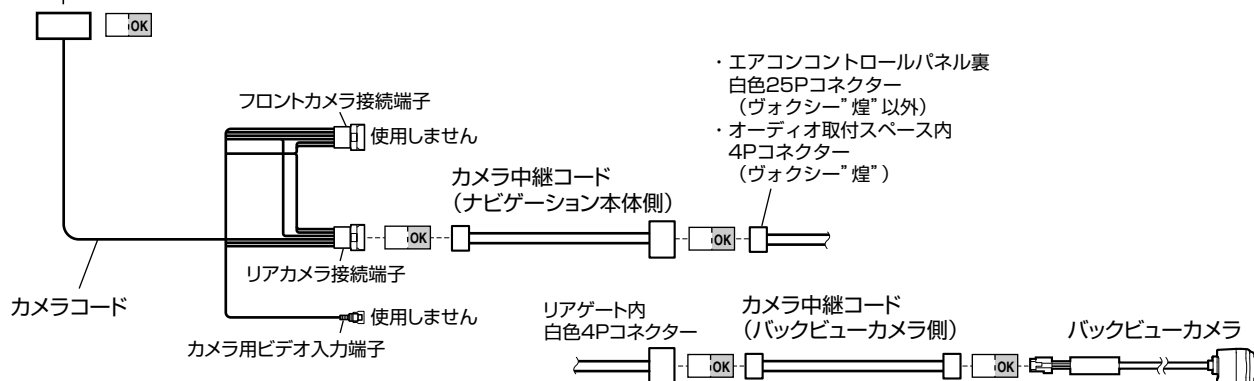 OK
・エアコンコントロールパネル裏
白色25Pコネクター
（ヴォクシー”煌”以外）
・オーディオ取付スペース内
4Pコネクター
（ヴォクシー”煌”）
フロントカメラ接続端子
使用しません
カメラ中継コード
（ナビゲーション本体側）
OK
OK
リアカメラ接続端子
カメラコード
使用しません
カメラ用ビデオ入力端子
リアゲート内
白色4Pコネクター
カメラ中継コード
（バックビューカメラ側）
バックビューカメラ
OK
OK